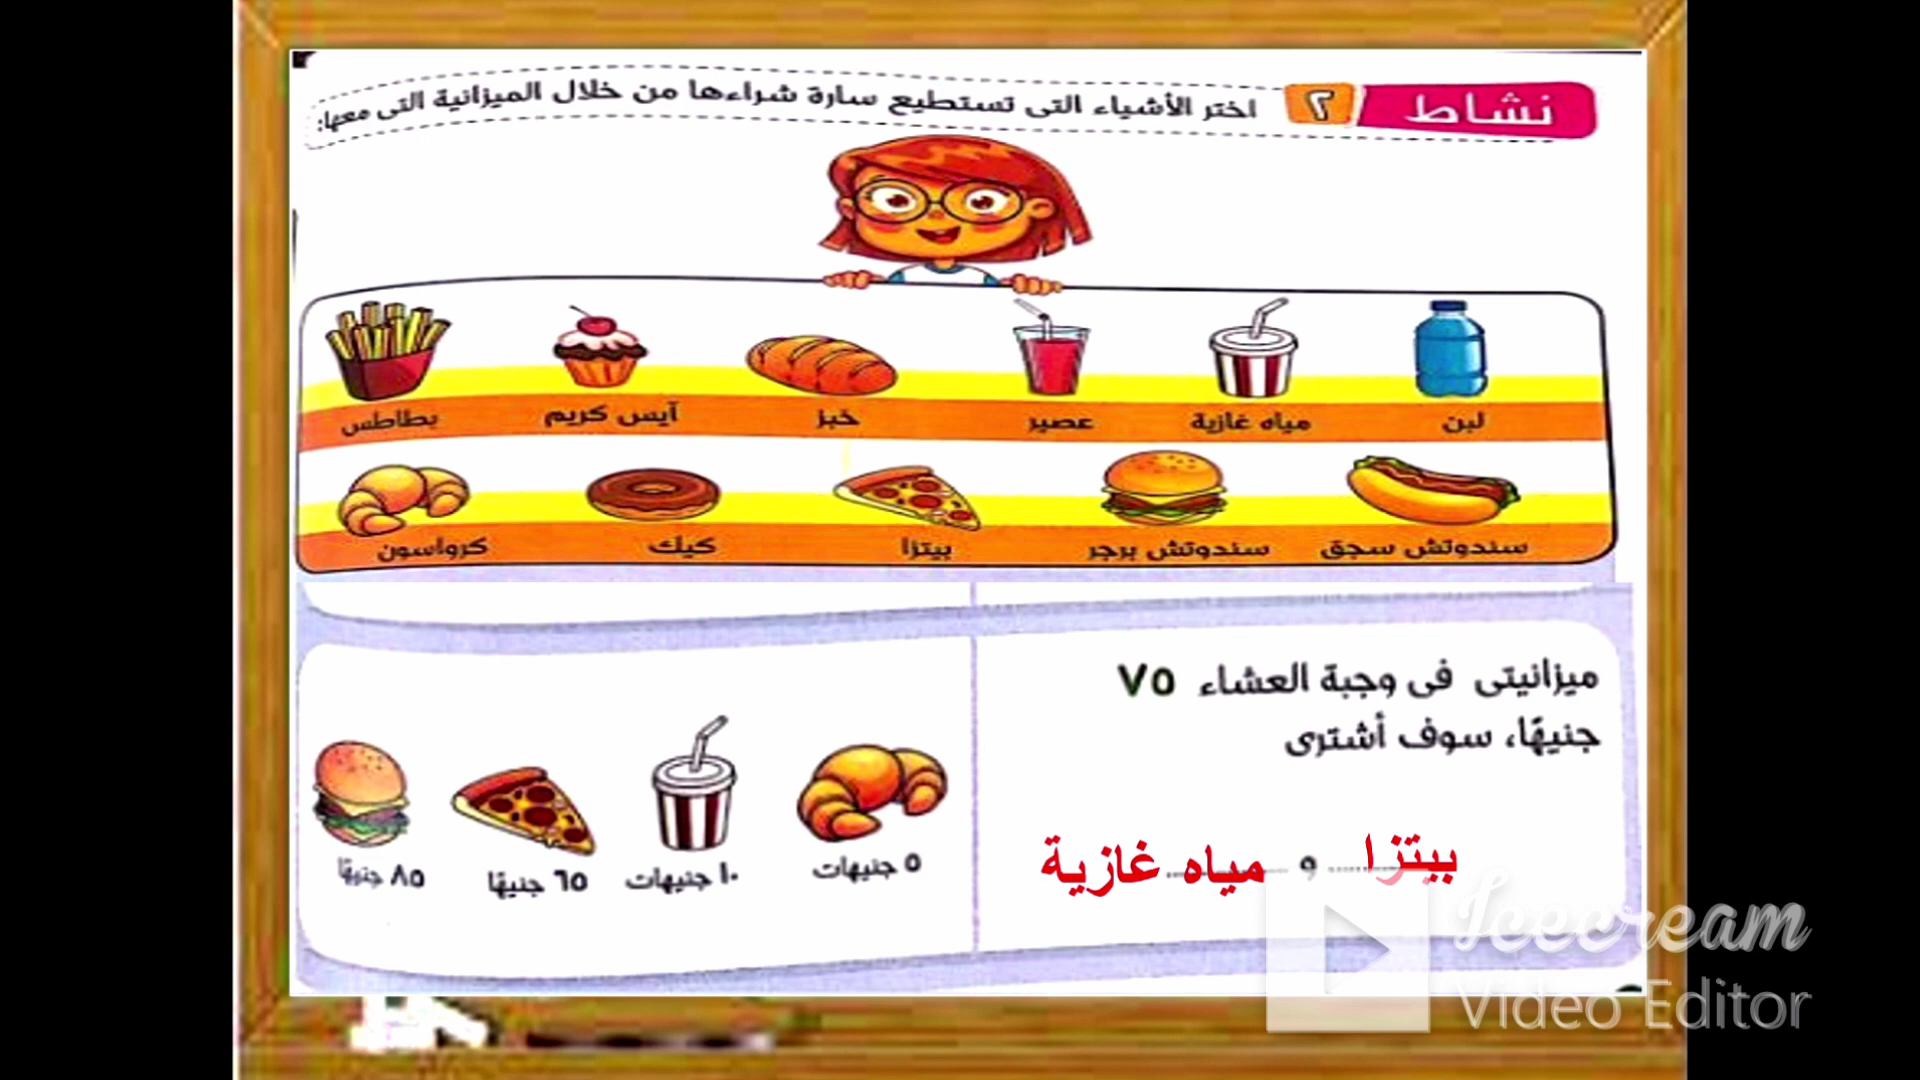 نشاط ٢ اختر الأشياء التى تستطيع سارة شراءها من خلال الميزانية التى معها:
لبن مياه غازية عصير خبز آيس كريم بطاطس
سندوتش سجق سندوتش برجر بيتزا كيك كرواسون
ميزانيتى فى وجبة العشاء ٧٥
جنيهًا، سوف أشترى
بيتزا و مياه غازية
٥ جنيهات ١٠ جنيهات ٦٥ جنيهًا ٨٥ جنيهًا
Icecream
Video Editor